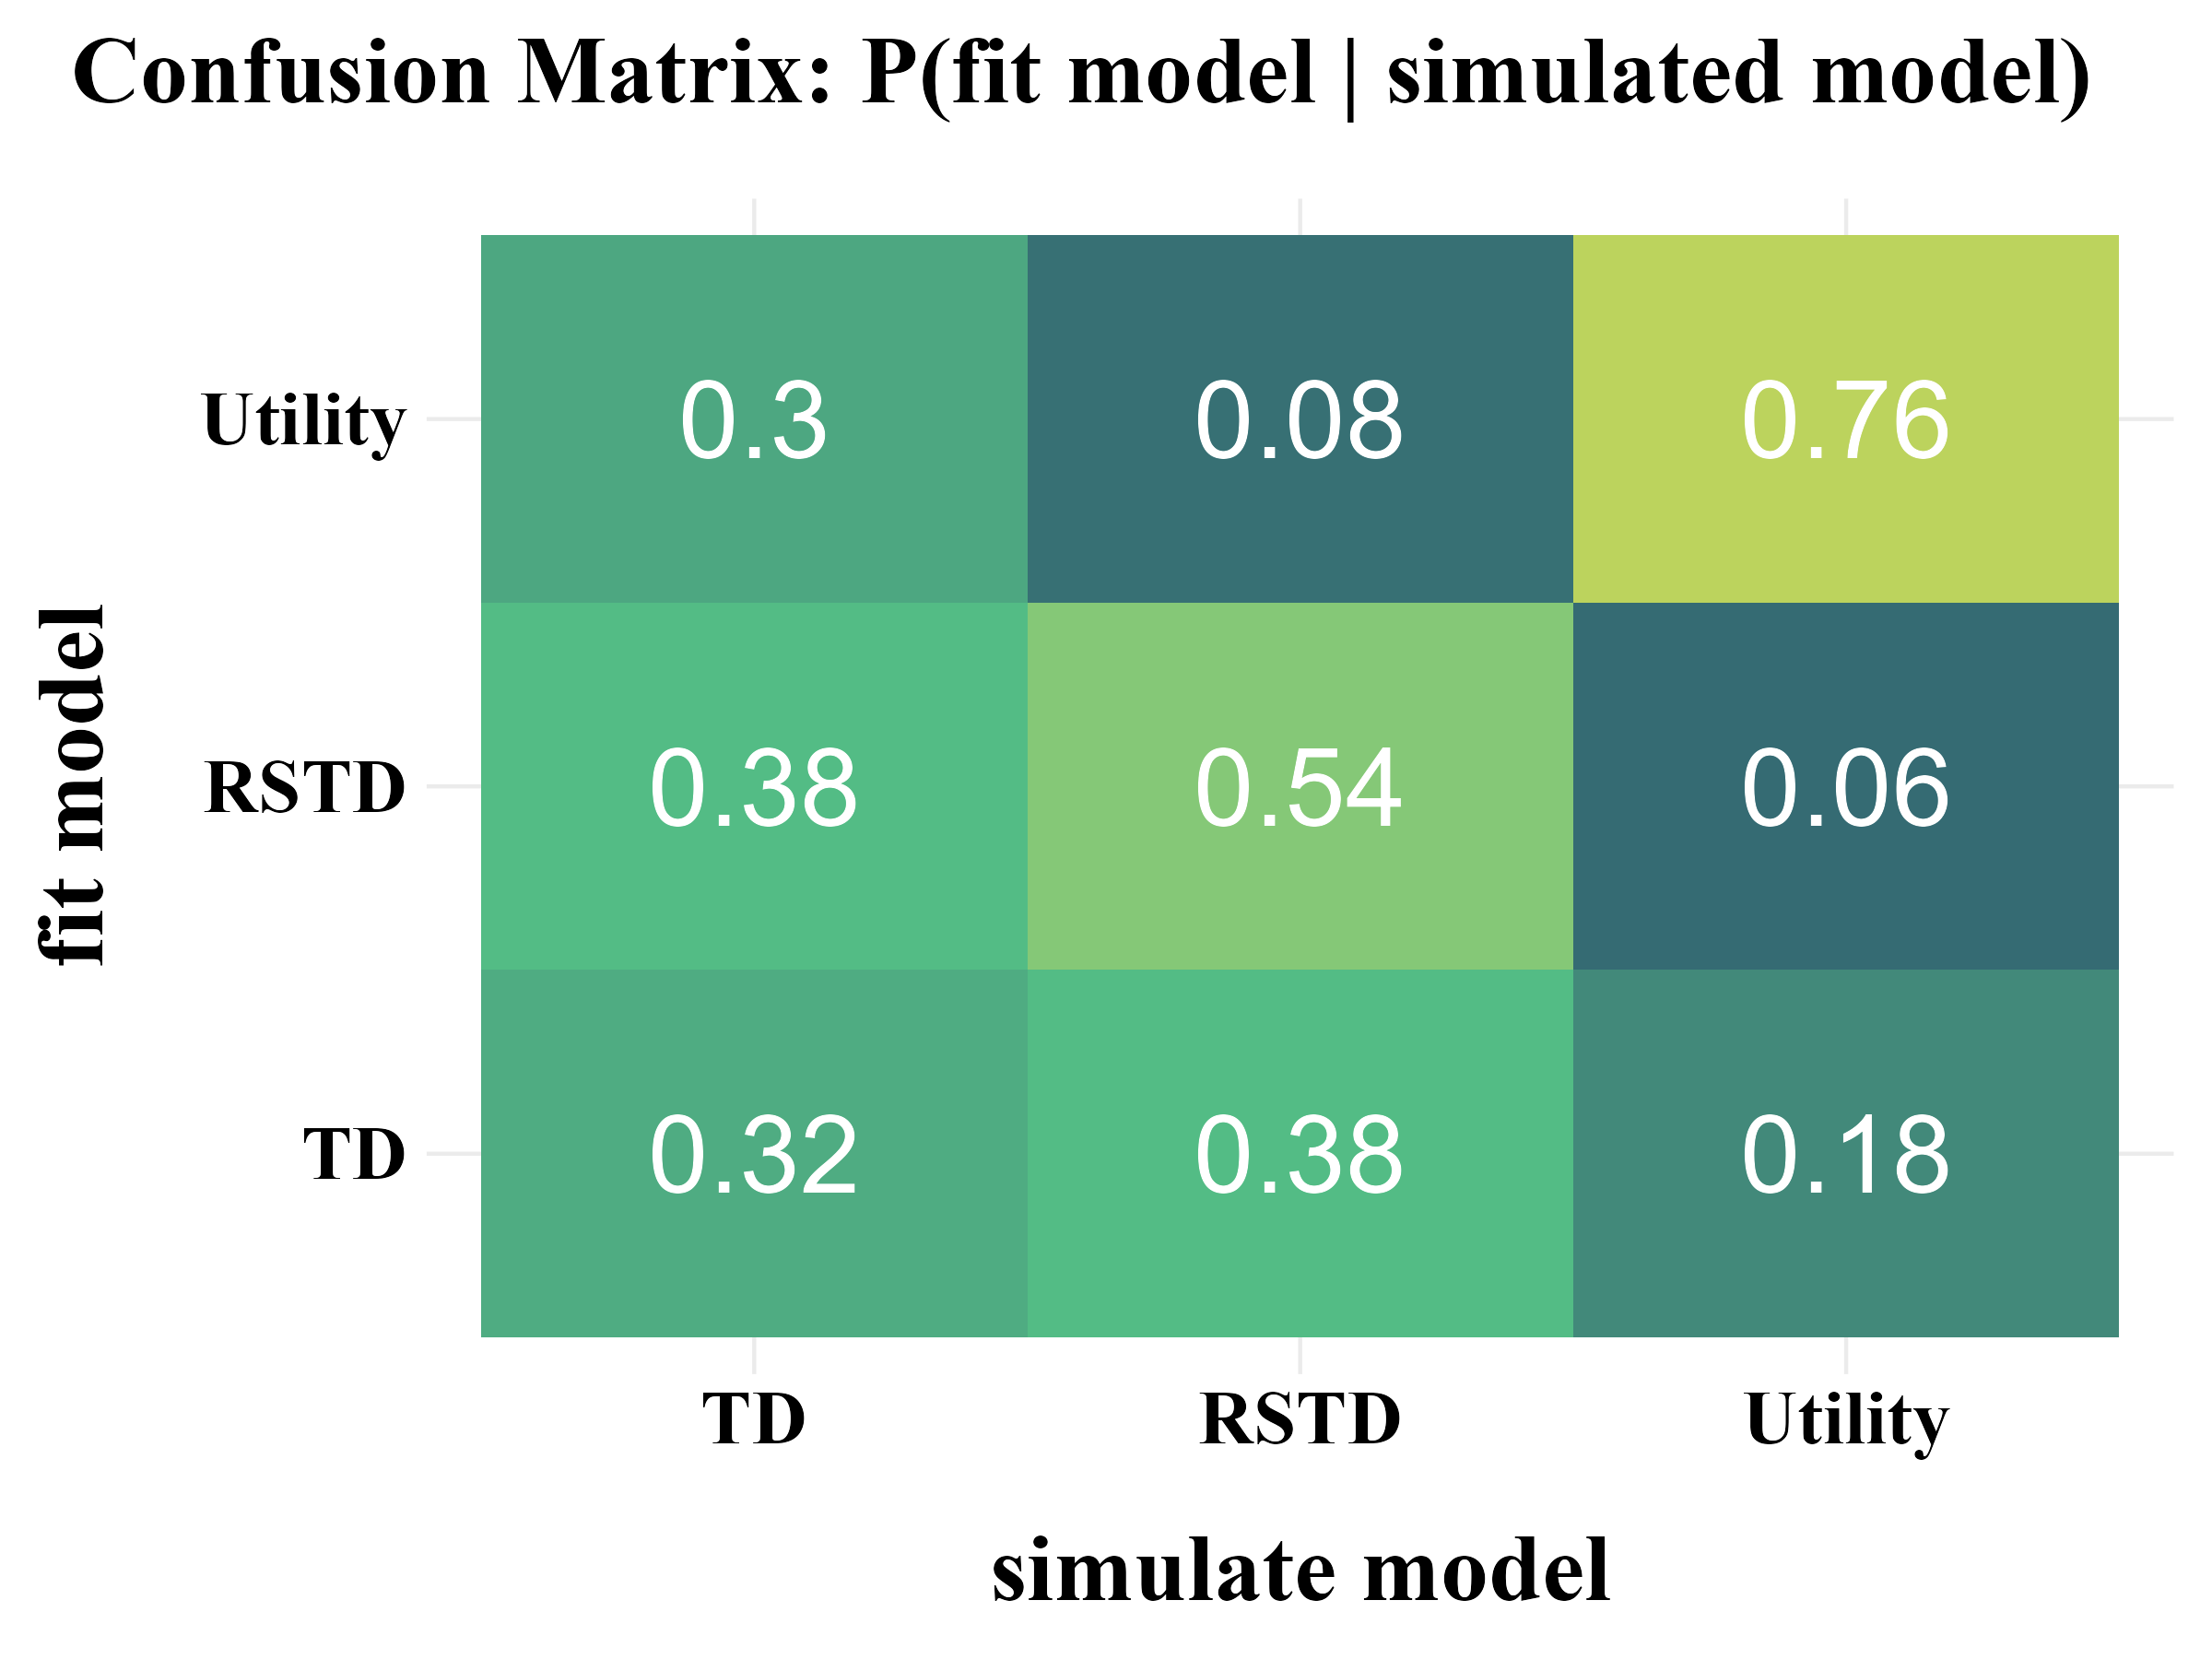 Confusion Matrix: P(fit model | simulated model)
Utility
0.3
0.08
0.76
fit model
RSTD
0.38
0.54
0.06
TD
0.32
0.38
0.18
TD
RSTD
Utility
simulate model